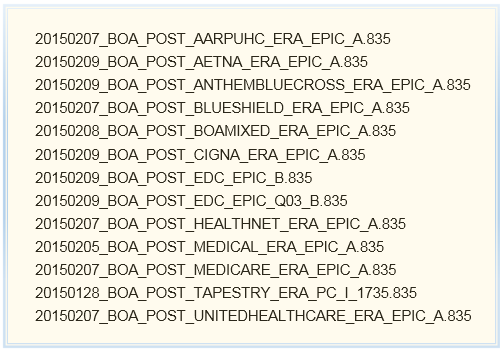 20150207_BOA_POST_AARPUHC_ERA_EPIC_A.835
20150209_BOA_POST_AETNA_ERA_EPIC_A.835
20150209_BOA_POST_ANTHEMBLUECROSS_ERA_EPIC_A.835
20150207_BOA_POST_BLUESHIELD_ERA_EPIC_A.835
20150208_BOA_POST_BOAMIXED_ERA_EPIC_A.835
20150209_BOA_POST_CIGNA_ERA_EPIC_A.835
20150209_BOA_POST_EDC_EPIC_B.835
20150209_BOA_POST_EDC_EPIC_Q03_B.835
20150207_BOA_POST_HEALTHNET_ERA_EPIC_A.835
20150205_BOA_POST_MEDICAL_ERA_EPIC_A.835
20150207_BOA_POST_MEDICARE_ERA_EPIC_A.835
20150128_BOA_POST_TAPESTRY_ERA_PC_I_1735.835
20150207_BOA_POST_UNITEDHEALTHCARE_ERA_EPIC_A.835